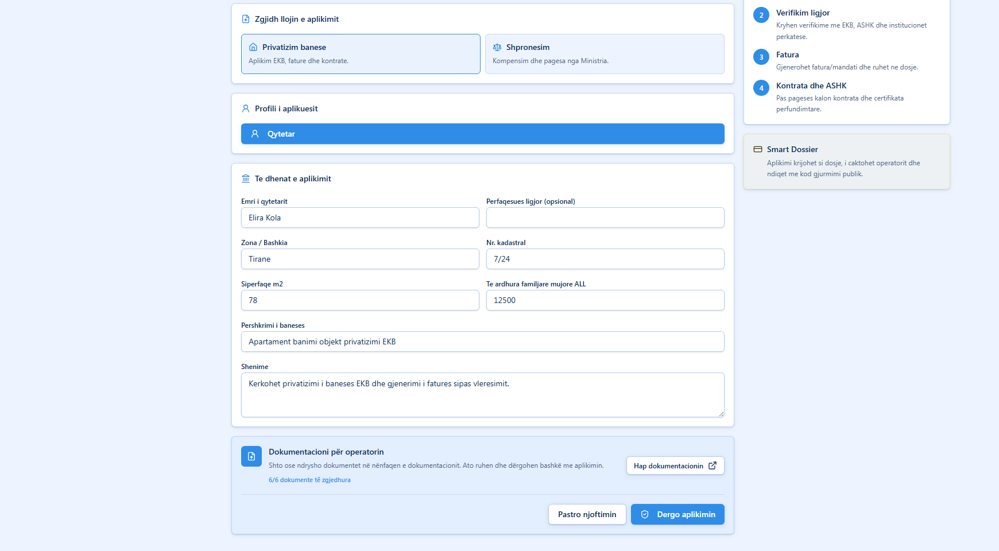 Zgjidh llojin e aplikimit
Privatizim banese
Aplikim EKB, fature dhe kontrate.
Shpronesim
Kompensim dhe pagesa nga Ministria.
Profili i aplikuesit
Qytetar
Te dhenat e aplikimit
Emri i qytetarit
Elira Kola
Perfaqesues ligjor (opsional)
Zona / Bashkia
Tirane
Nr. kadastral
7/24
Siperfaqe m2
78
Te ardhura familjare mujore ALL
12500
Pershkrimi i baneses
Apartament banimi objekt privatizimi EKB
Shenime
Kerkohet privatizimi i baneses EKB dhe gjenerimi i fatures sipas vleresimit.
Dokumentacioni për operatorin
Shto ose ndrysho dokumentet në nënfaqen e dokumentacionit. Ato ruhen dhe dërgohen bashkë me aplikimin.
6/6 dokumente të zgjedhura
Hap dokumentacionin
Pastro njoftimin
Dergo aplikimin
2
Verifikim ligjor
Kryhen verifikime me EKB, ASHK dhe institucionet
perkatese.
3
Fatura
Gjenerohet fatura/mandati dhe ruhet ne dosje.
4
Kontrata dhe ASHK
Pas pageses kalon kontrata dhe certifikata
perfundimtare.
Smart Dossier
Aplikimi krijohet si dosje, i caktohet operatorit dhe
ndiqet me kod gjurmimi publik.